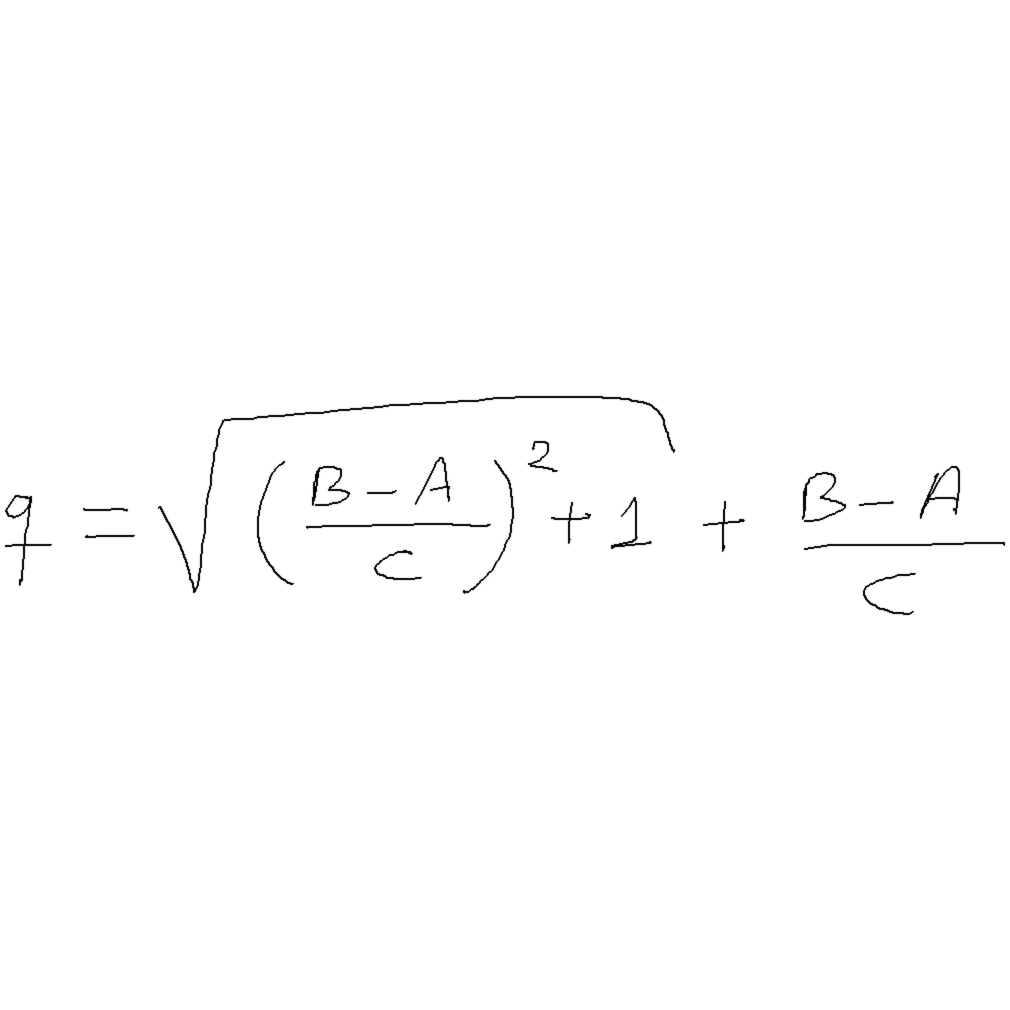 q = √((B-A)/C)² + 1) + (B-A)/C